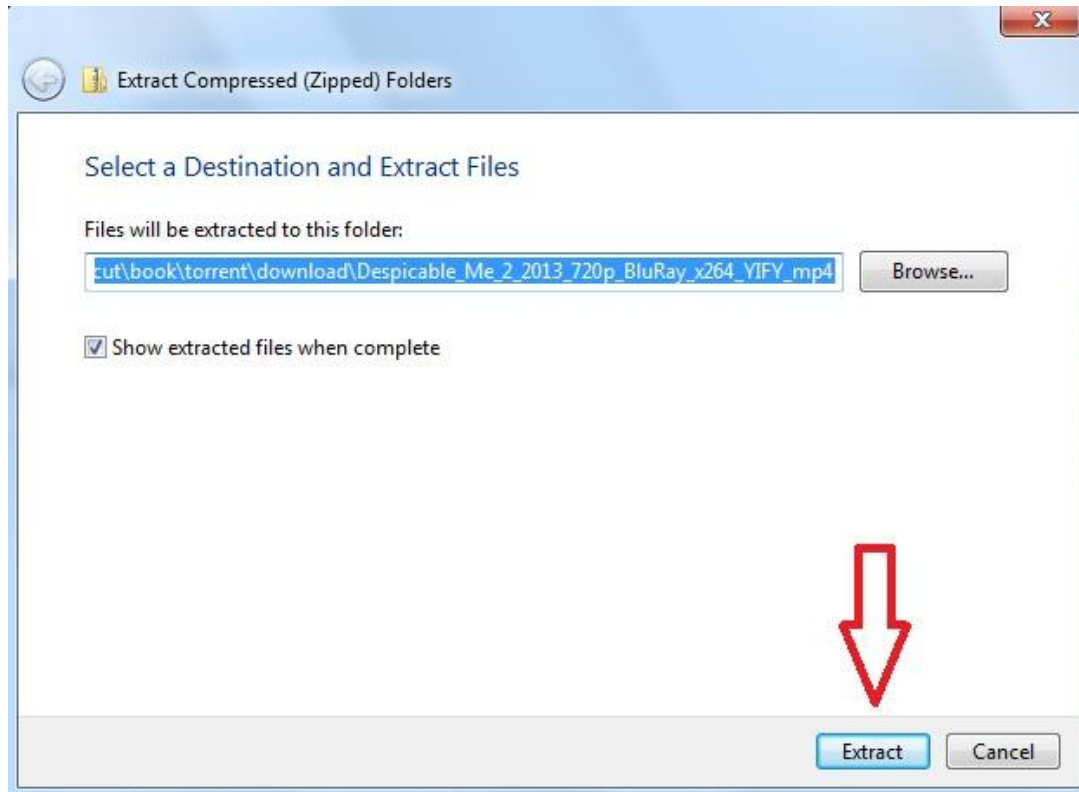 Extract Compressed (Zipped) Folders
Select a Destination and Extract Files
Files will be extracted to this folder:
cut\book\torrent\download\Despicable_Me_2_2013_720p_BluRay_x264_YIFY_mp4
Browse...
Show extracted files when complete
Extract
Cancel